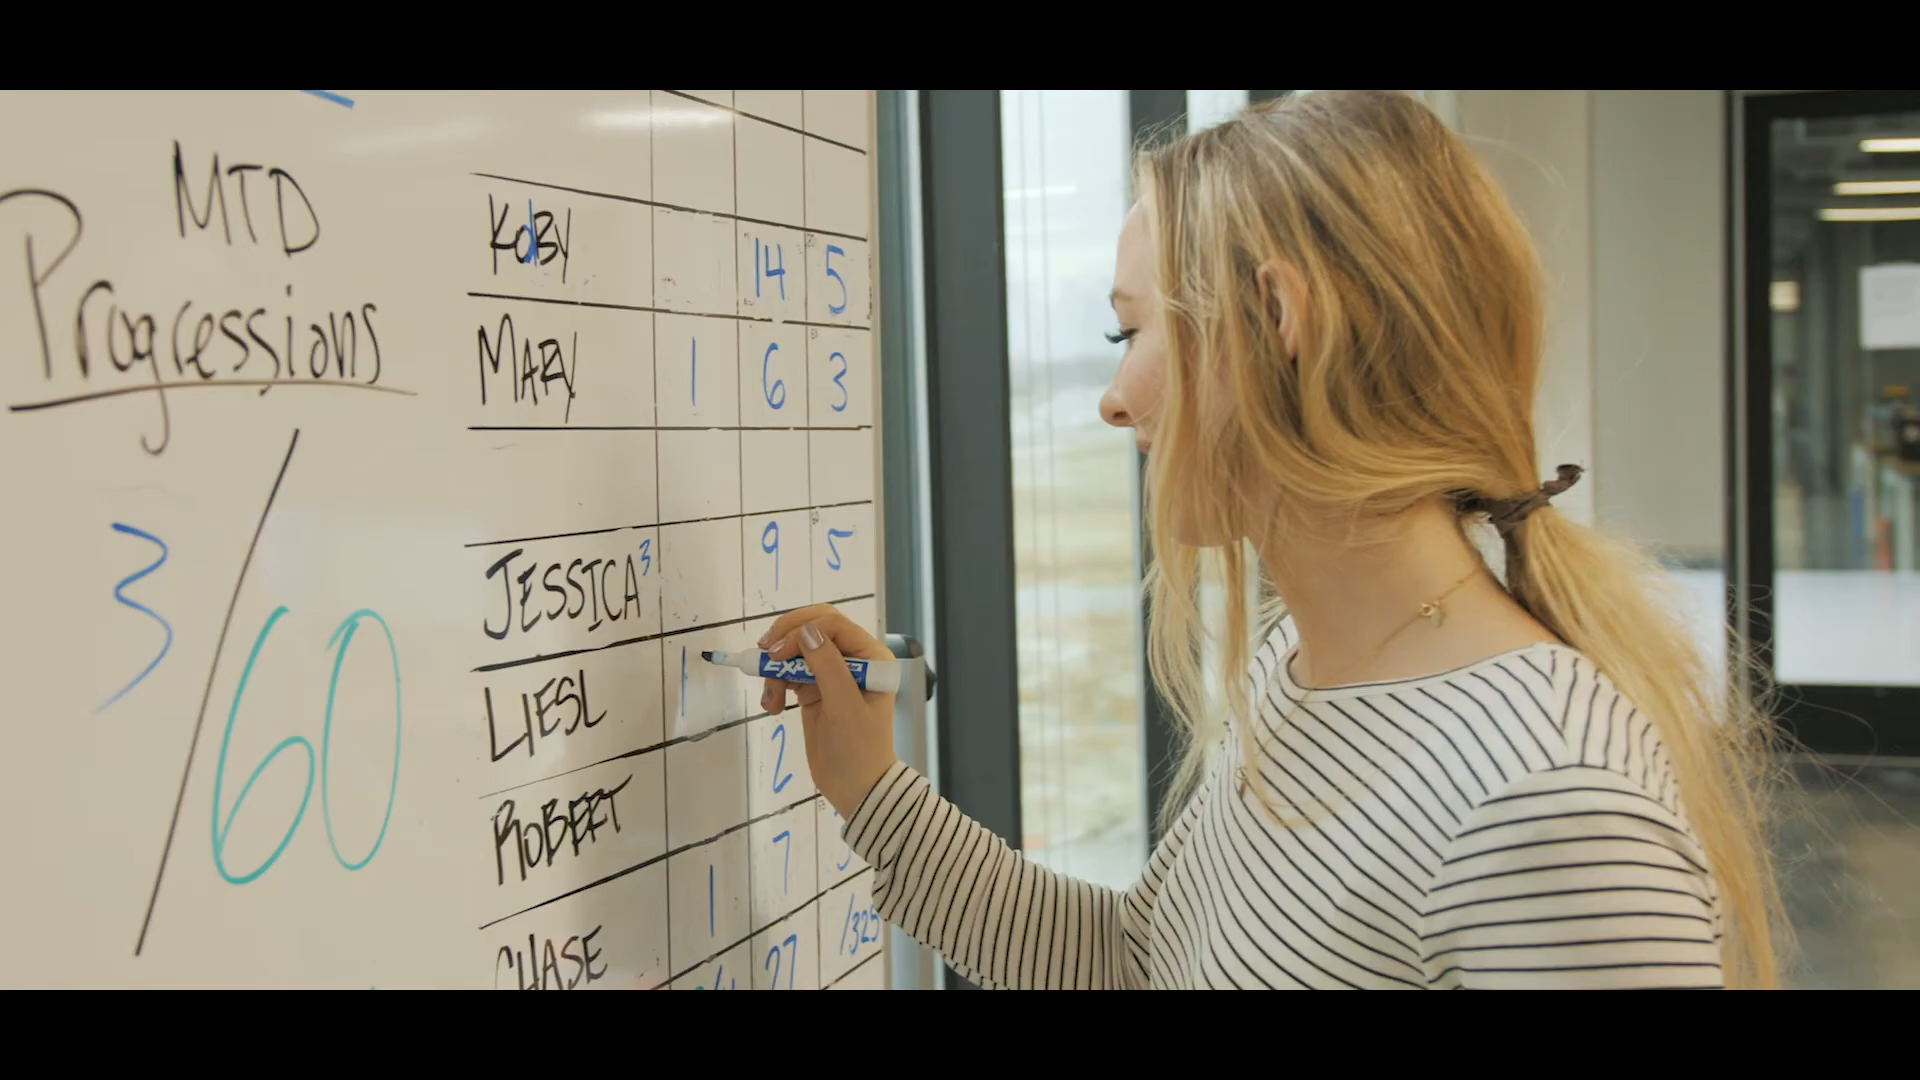 MTD
Progressions
3/60
KOLBY 14 5
MARY 1 6 3
JESSICA³ 9 5
LIESL 1 2
ROBERT 1 7
CHASE 27 /325
EXPO